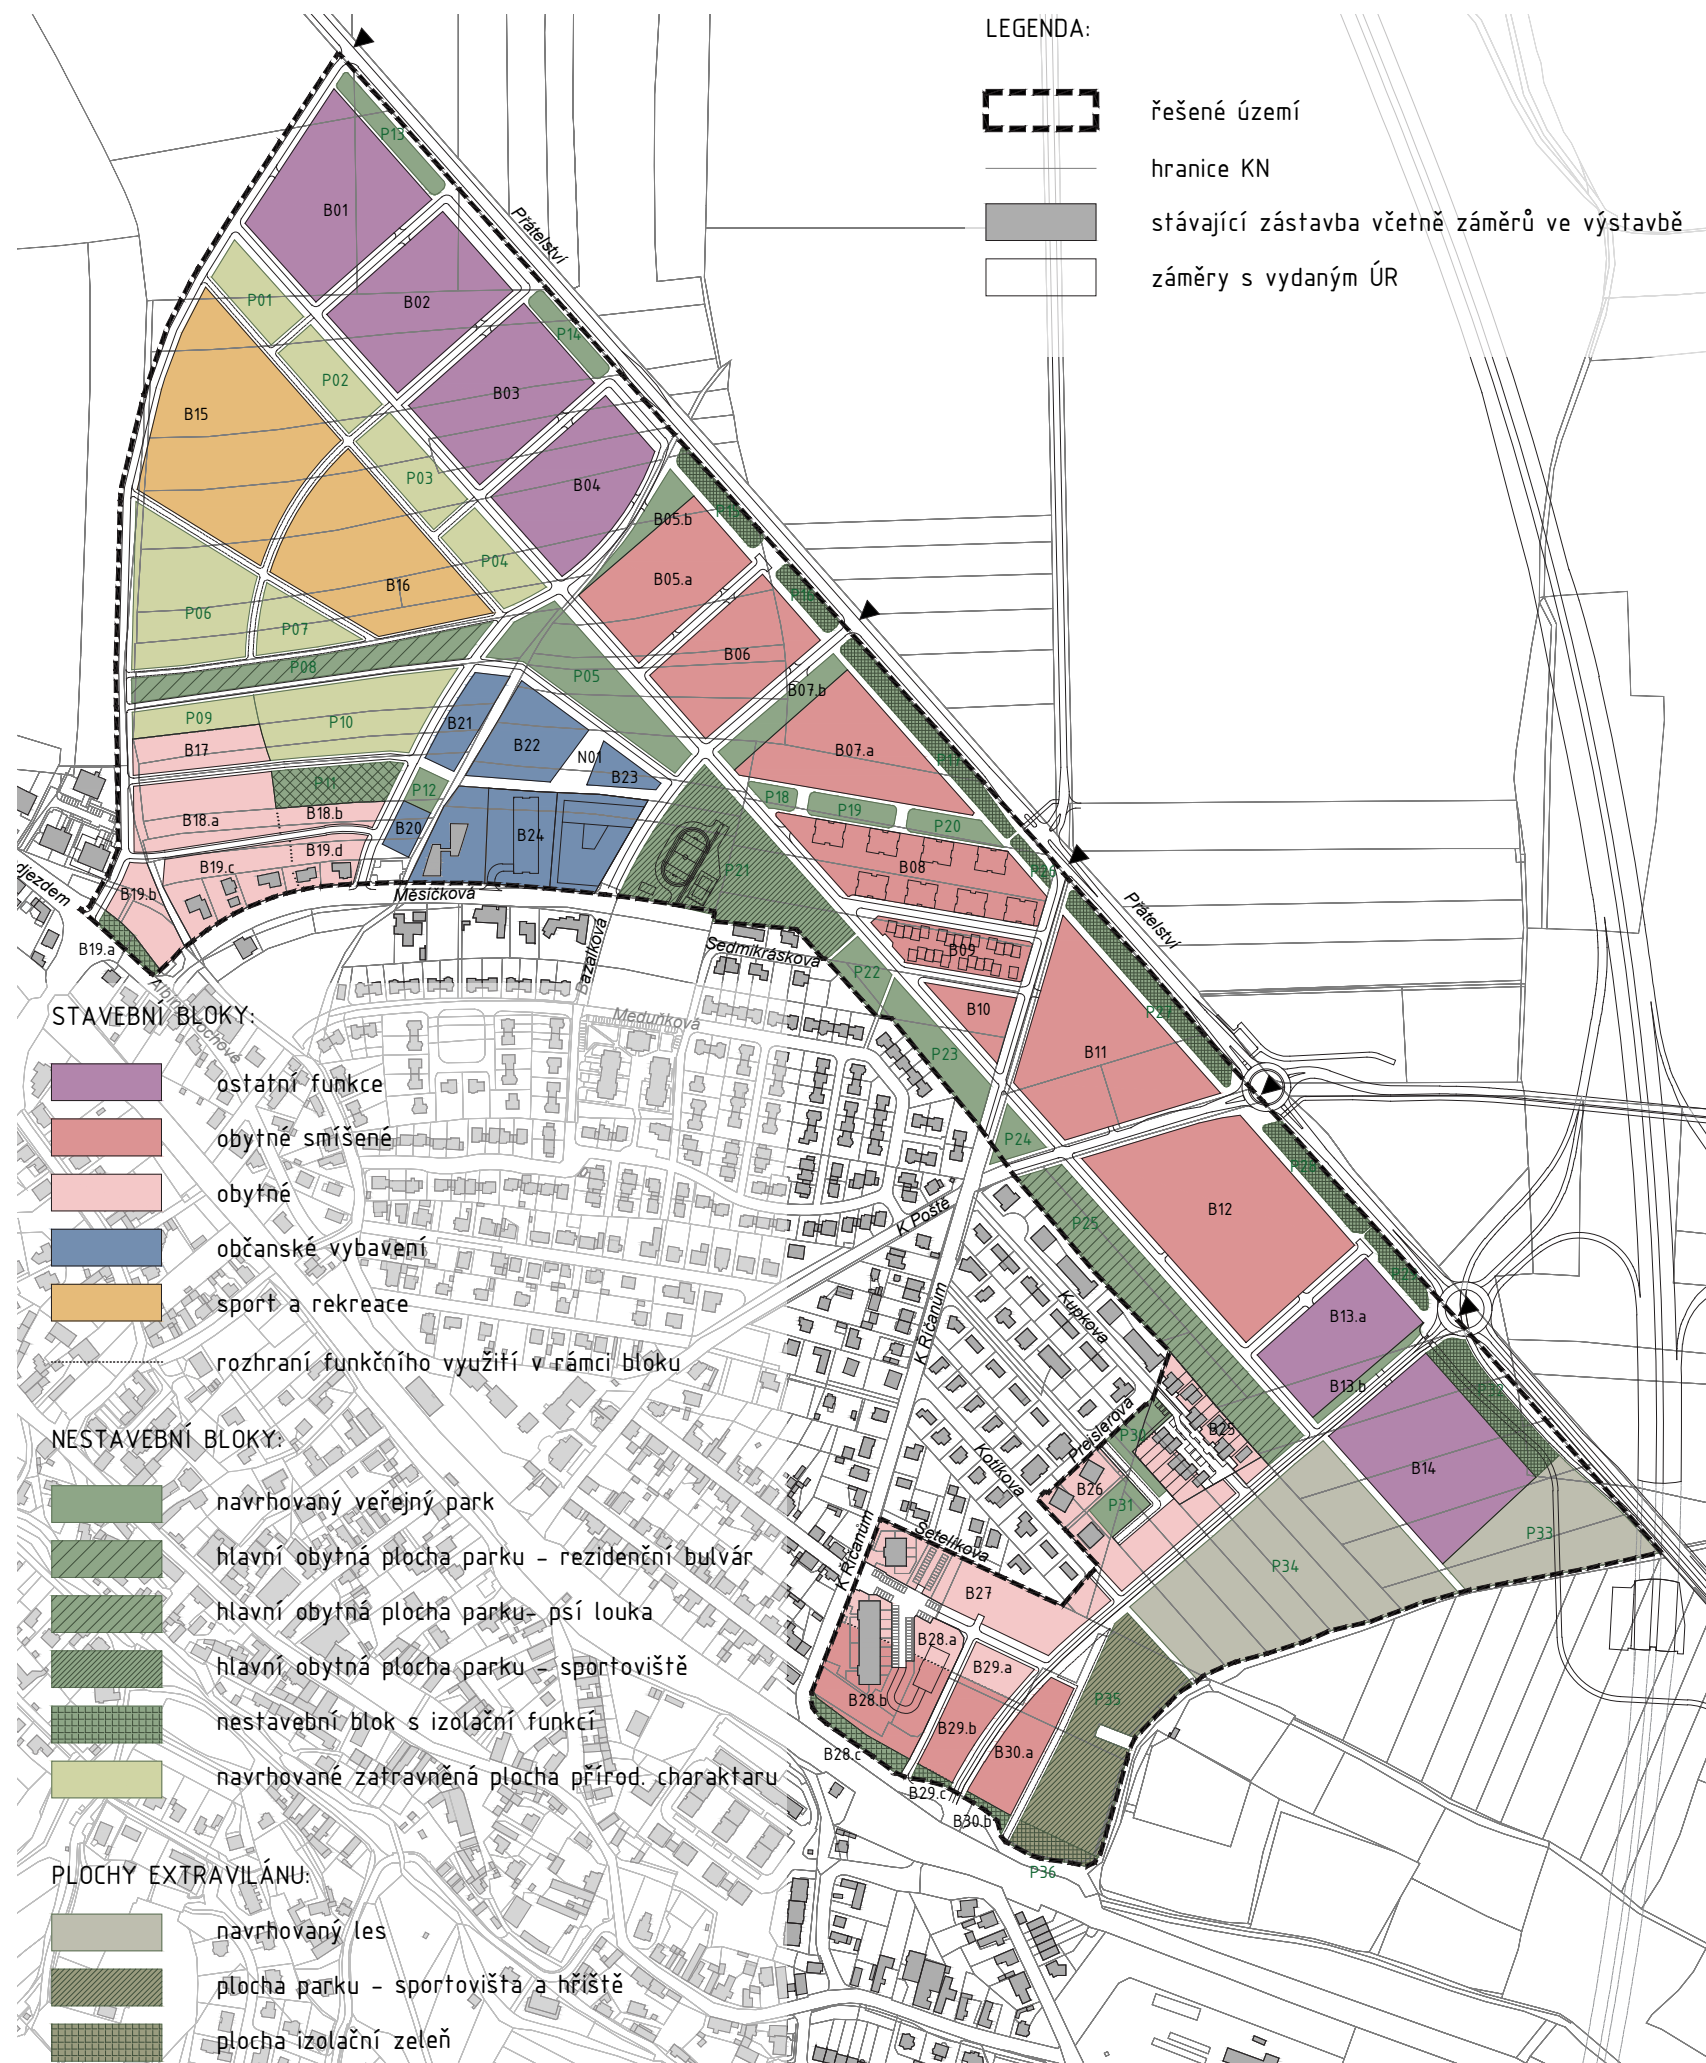 LEGENDA:
řešené území
hranice KN
stávající zástavba včetně záměrů ve výstavbě
záměry s vydaným ÚR
P13
B01
Přátelství
P01
B02
P14
P02
B03
B15
P03
B04
B05.b
P04
B05.a
B16
P06
P07
B06
P08
P05
B07.b
P09
P10
B21
B22
B07.a
B17
N01
B23
P11
P12
P18
P19
P20
B18.a
B18.b
B20
B24
B19.c
B19.d
P21
B08
B19.b
Měsíčková
Přátelství
B19.a
Sedmikrásková
B09
Bazalková
P22
B10
Meduňková
P23
B11
P24
B12
P25
K Poště
Kupkova
K Říčanům
B13.a
B13.b
Preislerova
P30
B25
Kotíkova
B26
P31
B14
P33
P34
K Říčanům
Šetelíkova
B27
B28.a
B29.a
B28.b
B29.b
P35
B30.a
B28.c
B29.c
B30.b
P36
STAVEBNÍ BLOKY:
ostatní funkce
obytné smíšené
obytné
občanské vybavení
sport a rekreace
rozhraní funkčního využití v rámci bloku
NESTAVEBNÍ BLOKY:
navrhovaný veřejný park
hlavní obytná plocha parku – rezidenční bulvár
hlavní obytná plocha parku– psí louka
hlavní obytná plocha parku – sportoviště
nestavební blok s izolační funkcí
navrhované zatravněná plocha přírod. charaktaru
PLOCHY EXTRAVILÁNU:
navrhovaný les
plocha parku – sportovišta a hřiště
plocha izolační zeleň